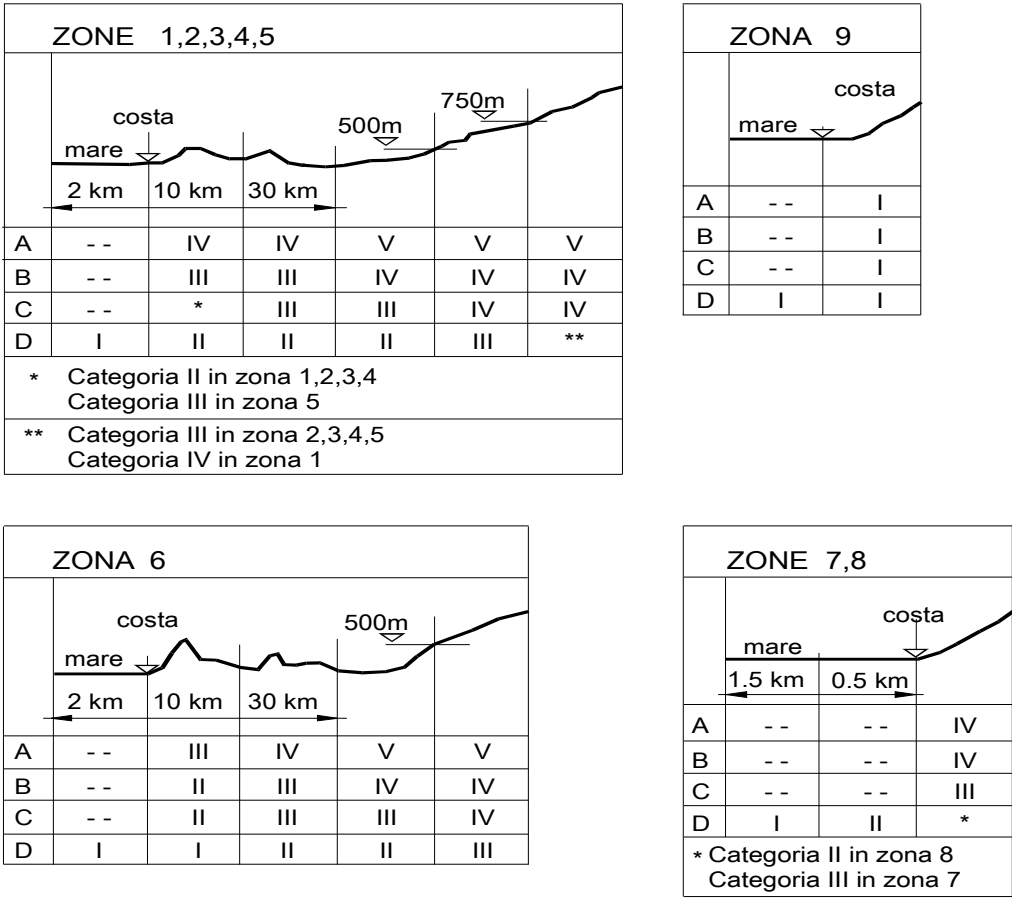 ZONE 1,2,3,4,5
costa
mare
500m
750m
2 km 10 km 30 km
A -- IV IV V V V
B -- III III IV IV IV
C -- * III III IV IV
D I II II II III **
* Categoria II in zona 1,2,3,4
Categoria III in zona 5
** Categoria III in zona 2,3,4,5
Categoria IV in zona 1
ZONA 9
costa
mare
A -- I
B -- I
C -- I
D I I
ZONA 6
costa
mare
500m
2 km 10 km 30 km
A -- III IV V V
B -- II III IV IV
C -- II III III IV
D I I II II III
ZONE 7,8
costa
mare
1.5 km 0.5 km
A -- -- IV
B -- -- IV
C -- -- III
D I II *
* Categoria II in zona 8
Categoria III in zona 7